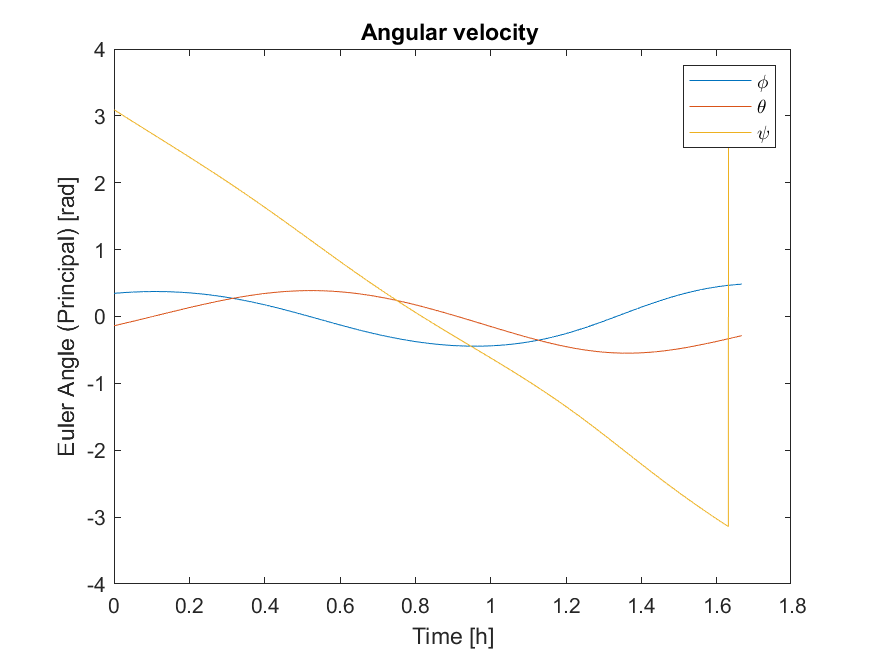 Angular velocity
Euler Angle (Principal) [rad]
4
3
2
1
0
-1
-2
-3
-4
ϕ
θ
ψ
0 0.2 0.4 0.6 0.8 1 1.2 1.4 1.6 1.8
Time [h]